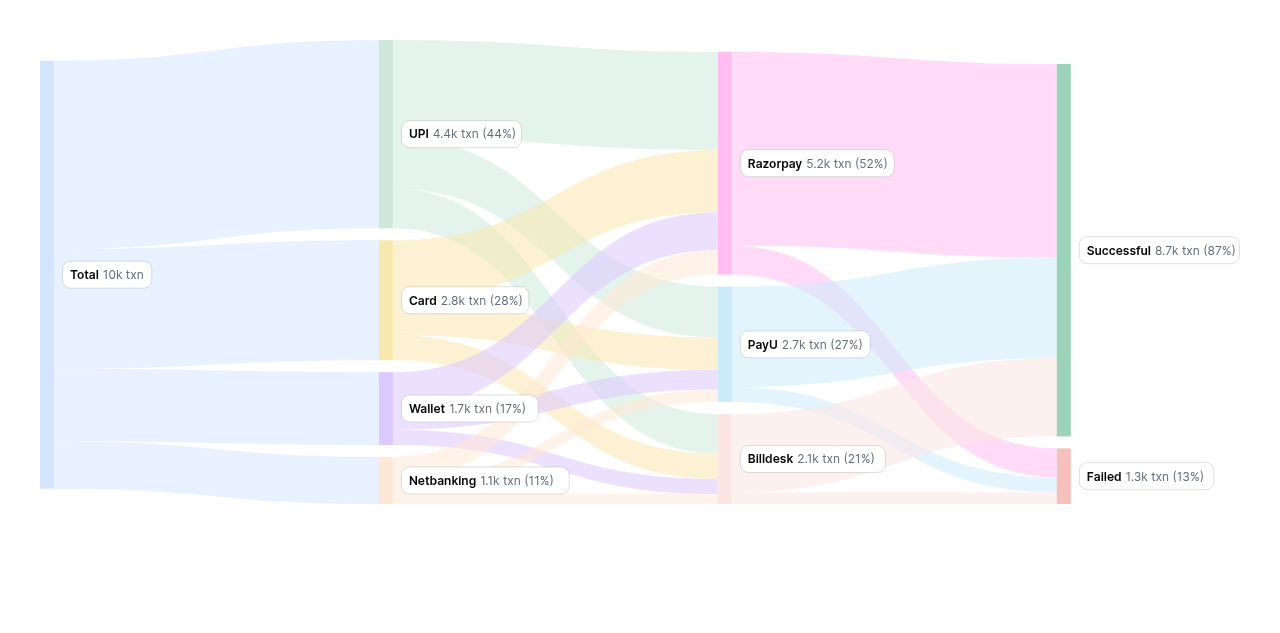 Total 10k txn
UPI 4.4k txn (44%)
Card 2.8k txn (28%)
Wallet 1.7k txn (17%)
Netbanking 1.1k txn (11%)
Razorpay 5.2k txn (52%)
PayU 2.7k txn (27%)
Billdesk 2.1k txn (21%)
Successful 8.7k txn (87%)
Failed 1.3k txn (13%)